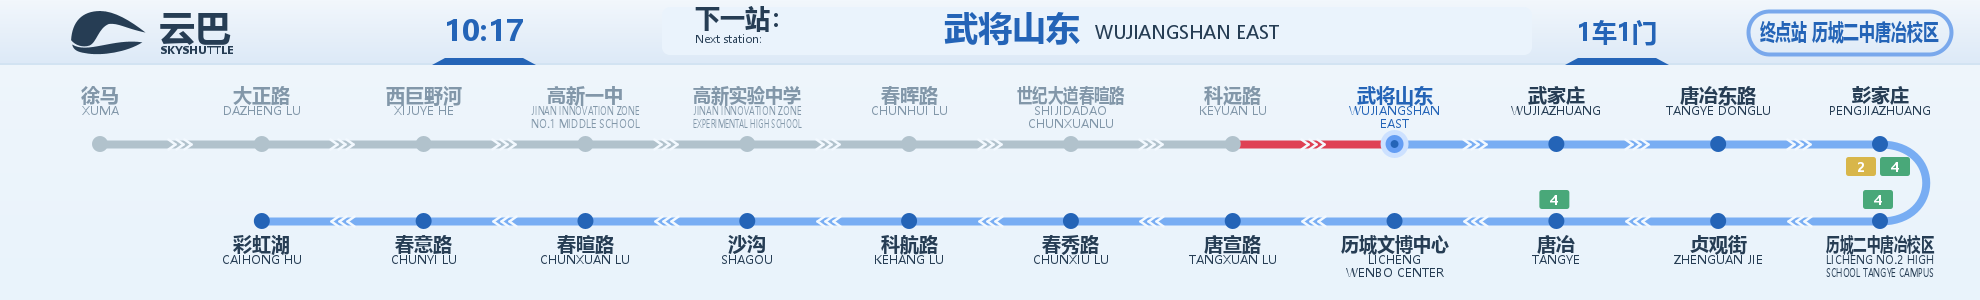 云巴
SKYSHUTTLE
10:17
下一站:
Next station:
武将山东 WUJIANGSHAN EAST
1车1门
终点站 历城二中唐冶校区
徐马
XUMA
大正路
DAZHENG LU
西巨野河
XIJUYE HE
高新一中
JINAN INNOVATION ZONE
NO.1 MIDDLE SCHOOL
高新实验中学
JINAN INNOVATION ZONE
EXPERIMENTAL HIGH SCHOOL
春晖路
CHUNHUI LU
世纪大道春暄路
SHIJIDADAO
CHUNXUANLU
科远路
KEYUAN LU
武将山东
WUJIANGSHAN
EAST
武家庄
WUJIAZHUANG
唐冶东路
TANGYE DONGLU
彭家庄
PENGJIAZHUANG
2 4
4
4
彩虹湖
CAIHONG HU
春意路
CHUNYI LU
春暄路
CHUNXUAN LU
沙沟
SHAGOU
科航路
KEHANG LU
春秀路
CHUNXIU LU
唐宣路
TANGXUAN LU
历城文博中心
LICHENG
WENBO CENTER
唐冶
TANGYE
贞观街
ZHENGUAN JIE
历城二中唐冶校区
LICHENG NO.2 HIGH
SCHOOL TANGYE CAMPUS